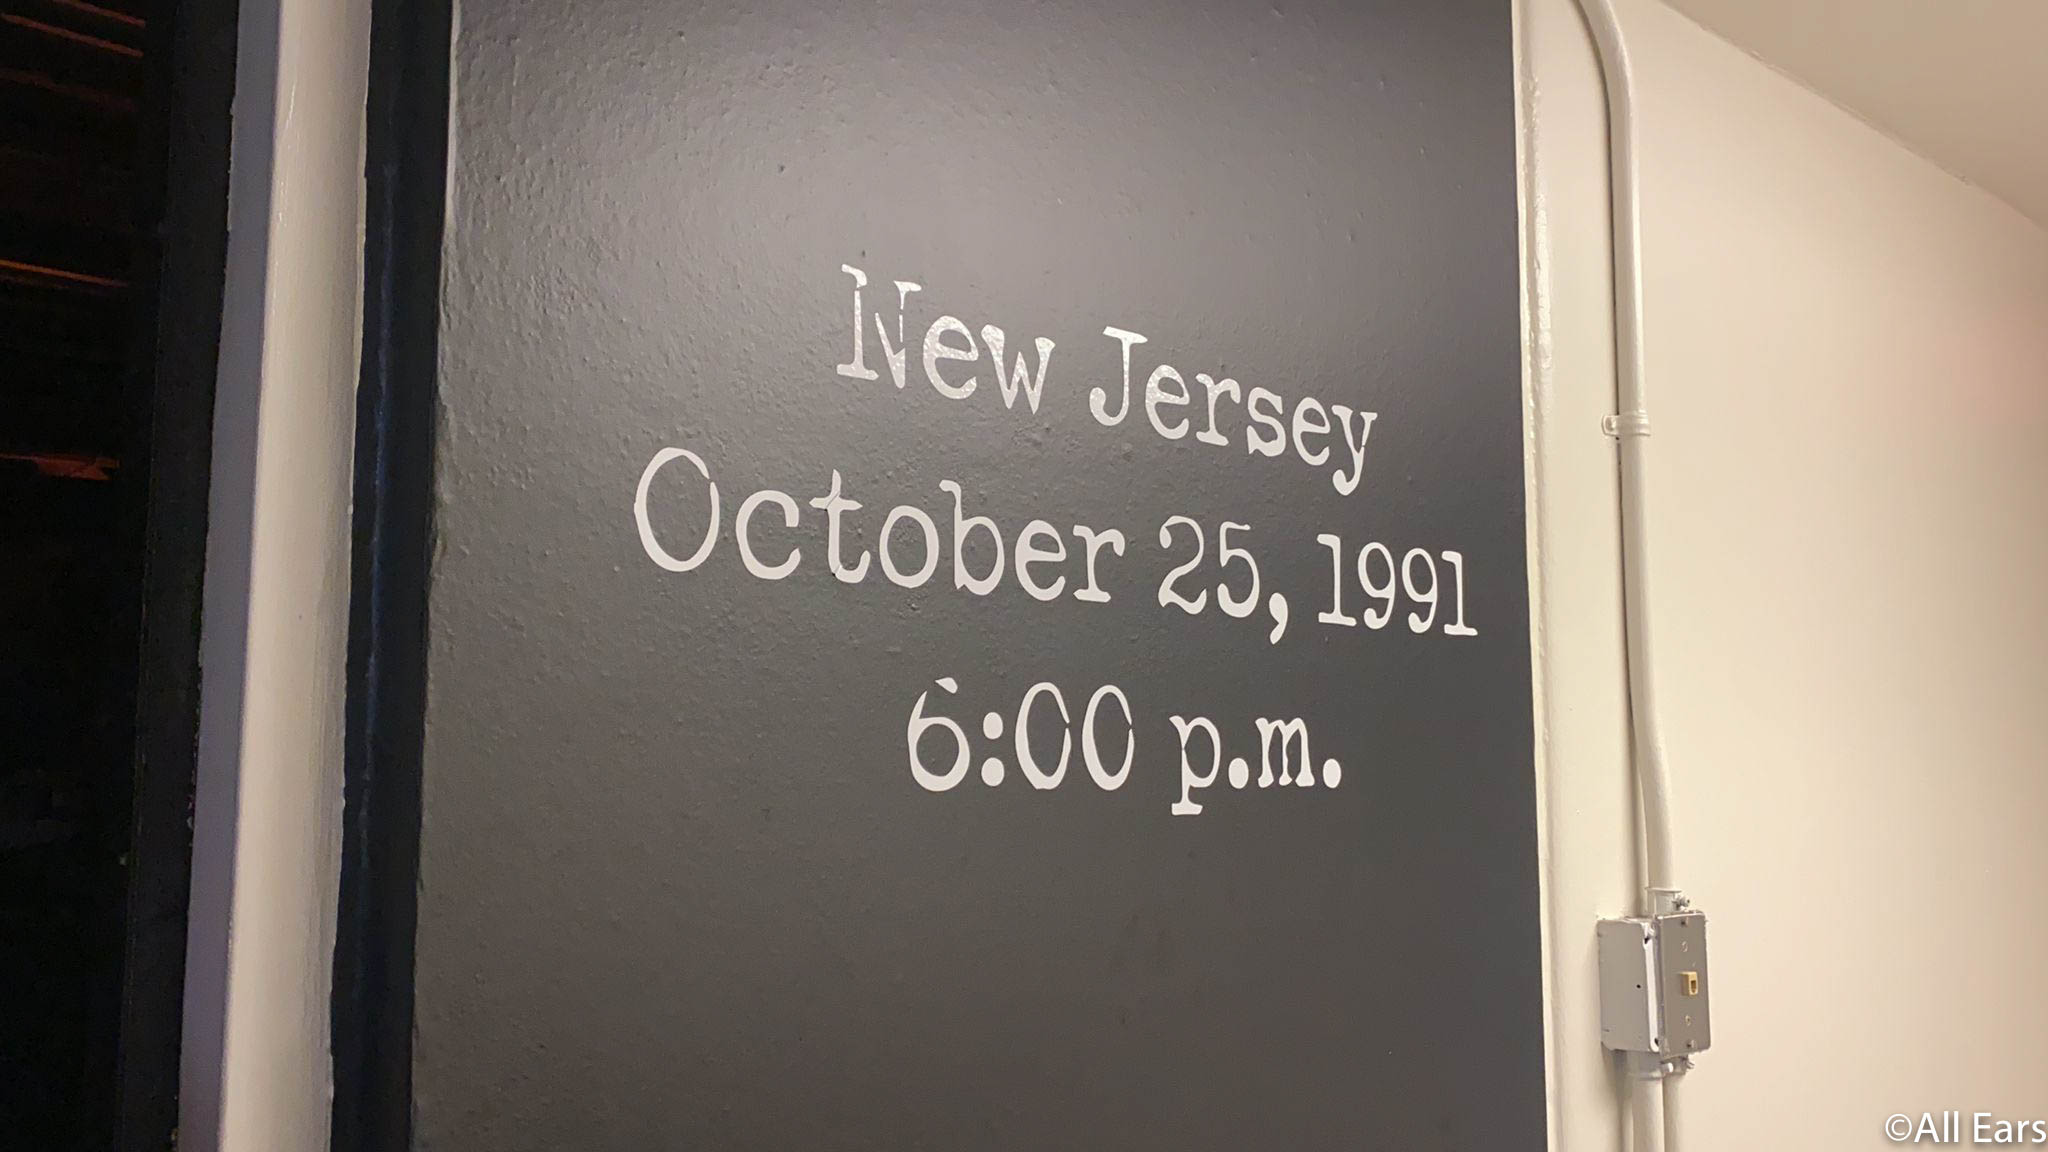 New Jersey
October 25, 1991
6:00 p.m.
©All Ears